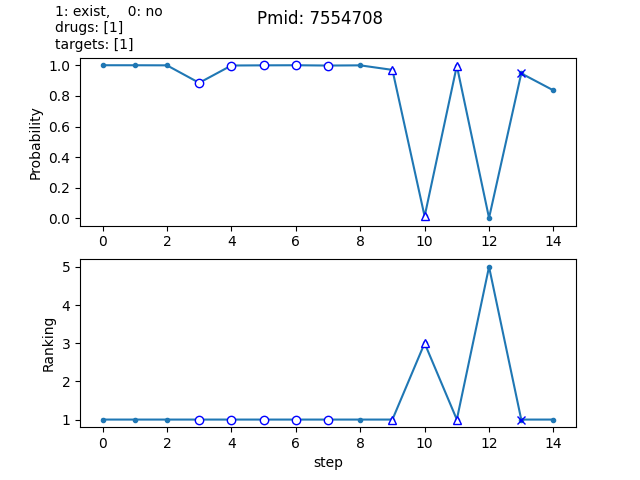 1: exist,    0: no
drugs: [1]
targets: [1]
Pmid: 7554708
Probability
1.0
0.8
0.6
0.4
0.2
0.0
0 2 4 6 8 10 12 14
Ranking
5
4
3
2
1
0 2 4 6 8 10 12 14
step